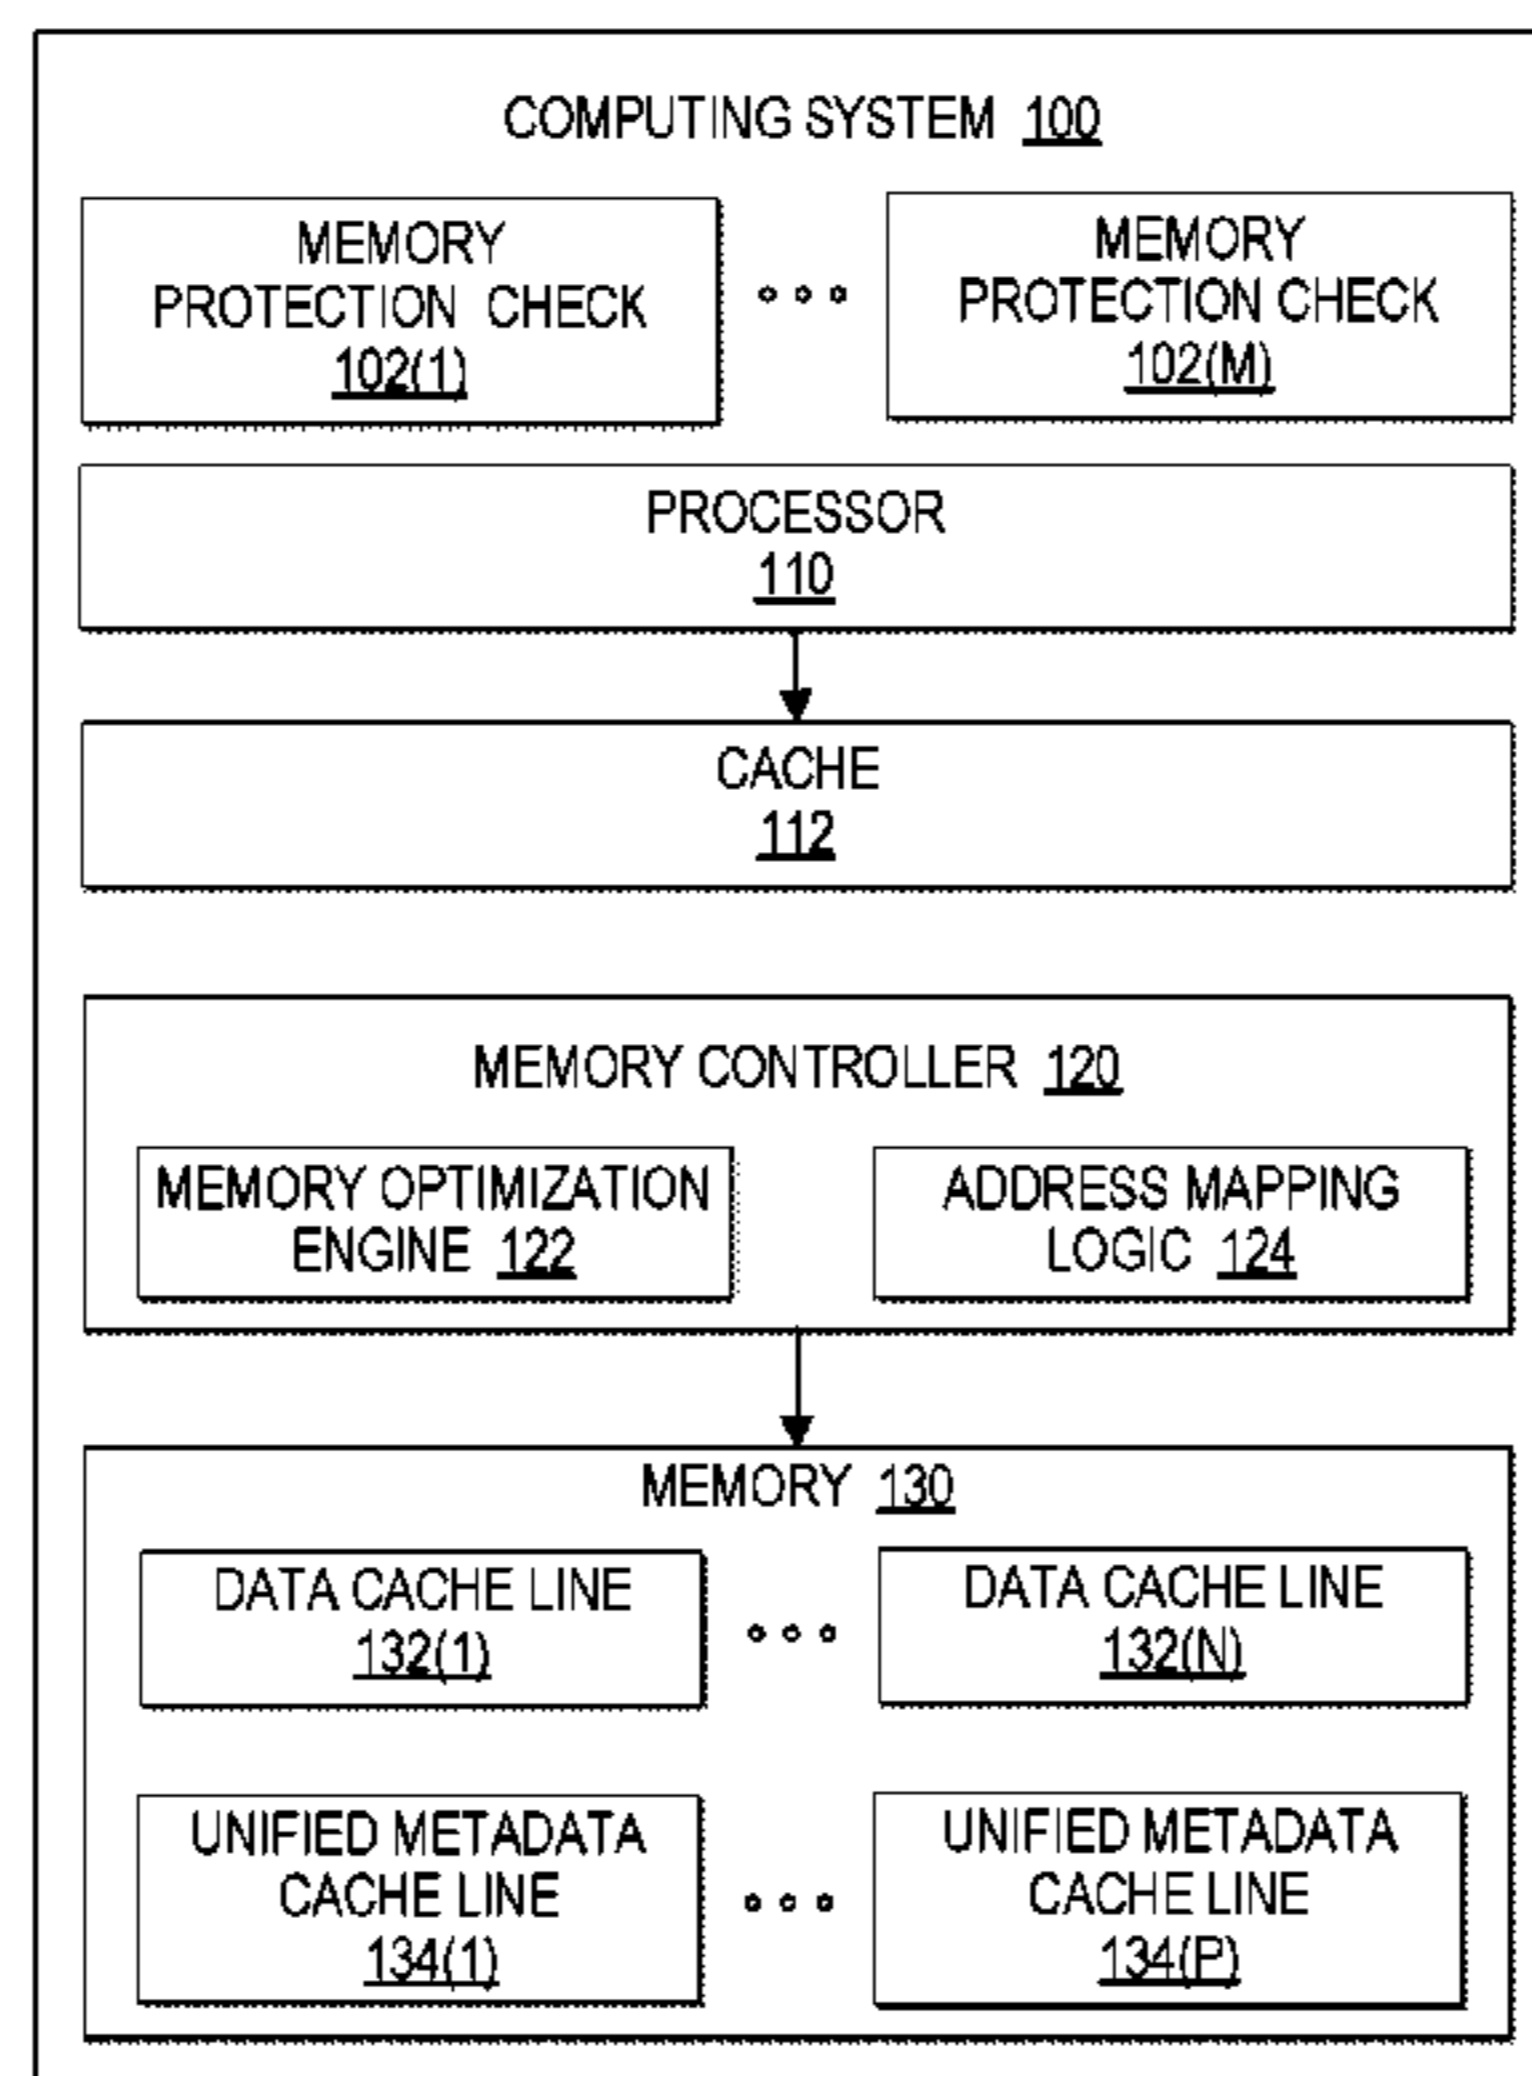 COMPUTING SYSTEM 100
MEMORY
PROTECTION CHECK
102(1)
MEMORY
PROTECTION CHECK
102(M)
PROCESSOR
110
CACHE
112
MEMORY CONTROLLER 120
MEMORY OPTIMIZATION
ENGINE 122
ADDRESS MAPPING
LOGIC 124
MEMORY 130
DATA CACHE LINE
132(1)
DATA CACHE LINE
132(N)
UNIFIED METADATA
CACHE LINE
134(1)
UNIFIED METADATA
CACHE LINE
134(P)